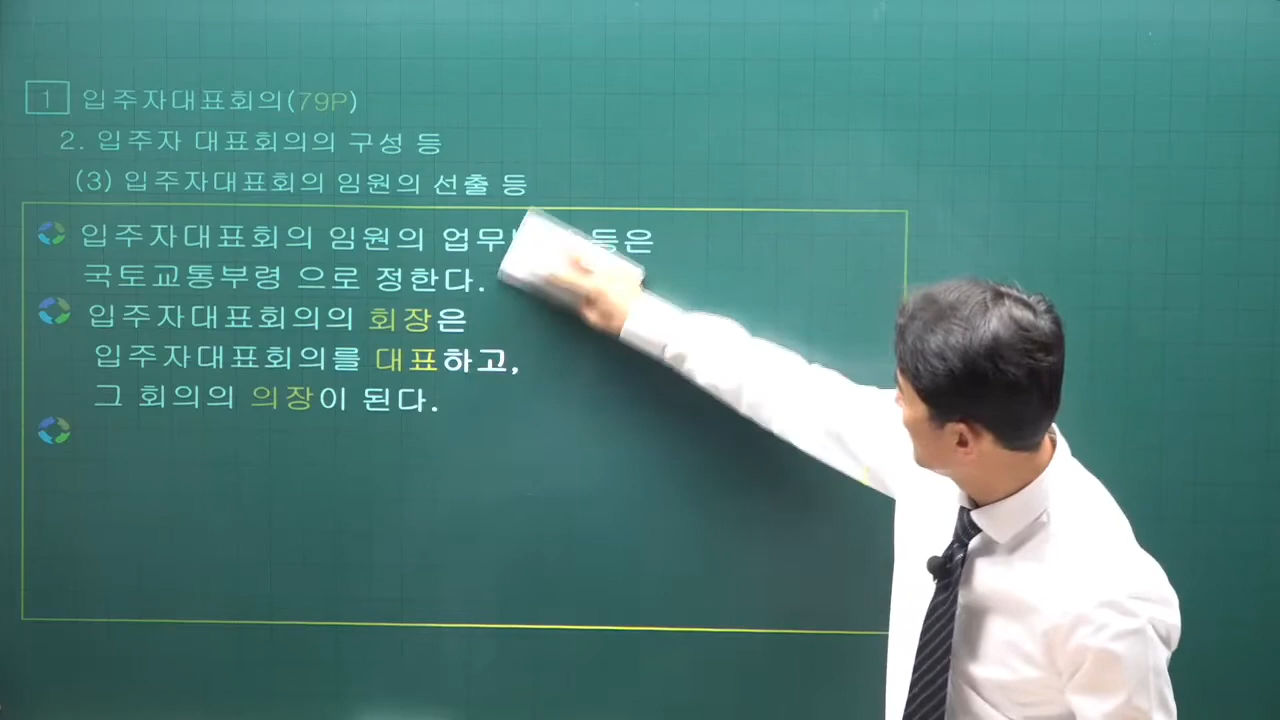 1 입주자대표회의(79P)
2. 입주자 대표회의의 구성 등
(3) 입주자대표회의 임원의 선출 등
입주자대표회의 임원의 업무 등은
국토교통부령 으로 정한다.
입주자대표회의의 회장은
입주자대표회의를 대표하고,
그 회의의 의장이 된다.